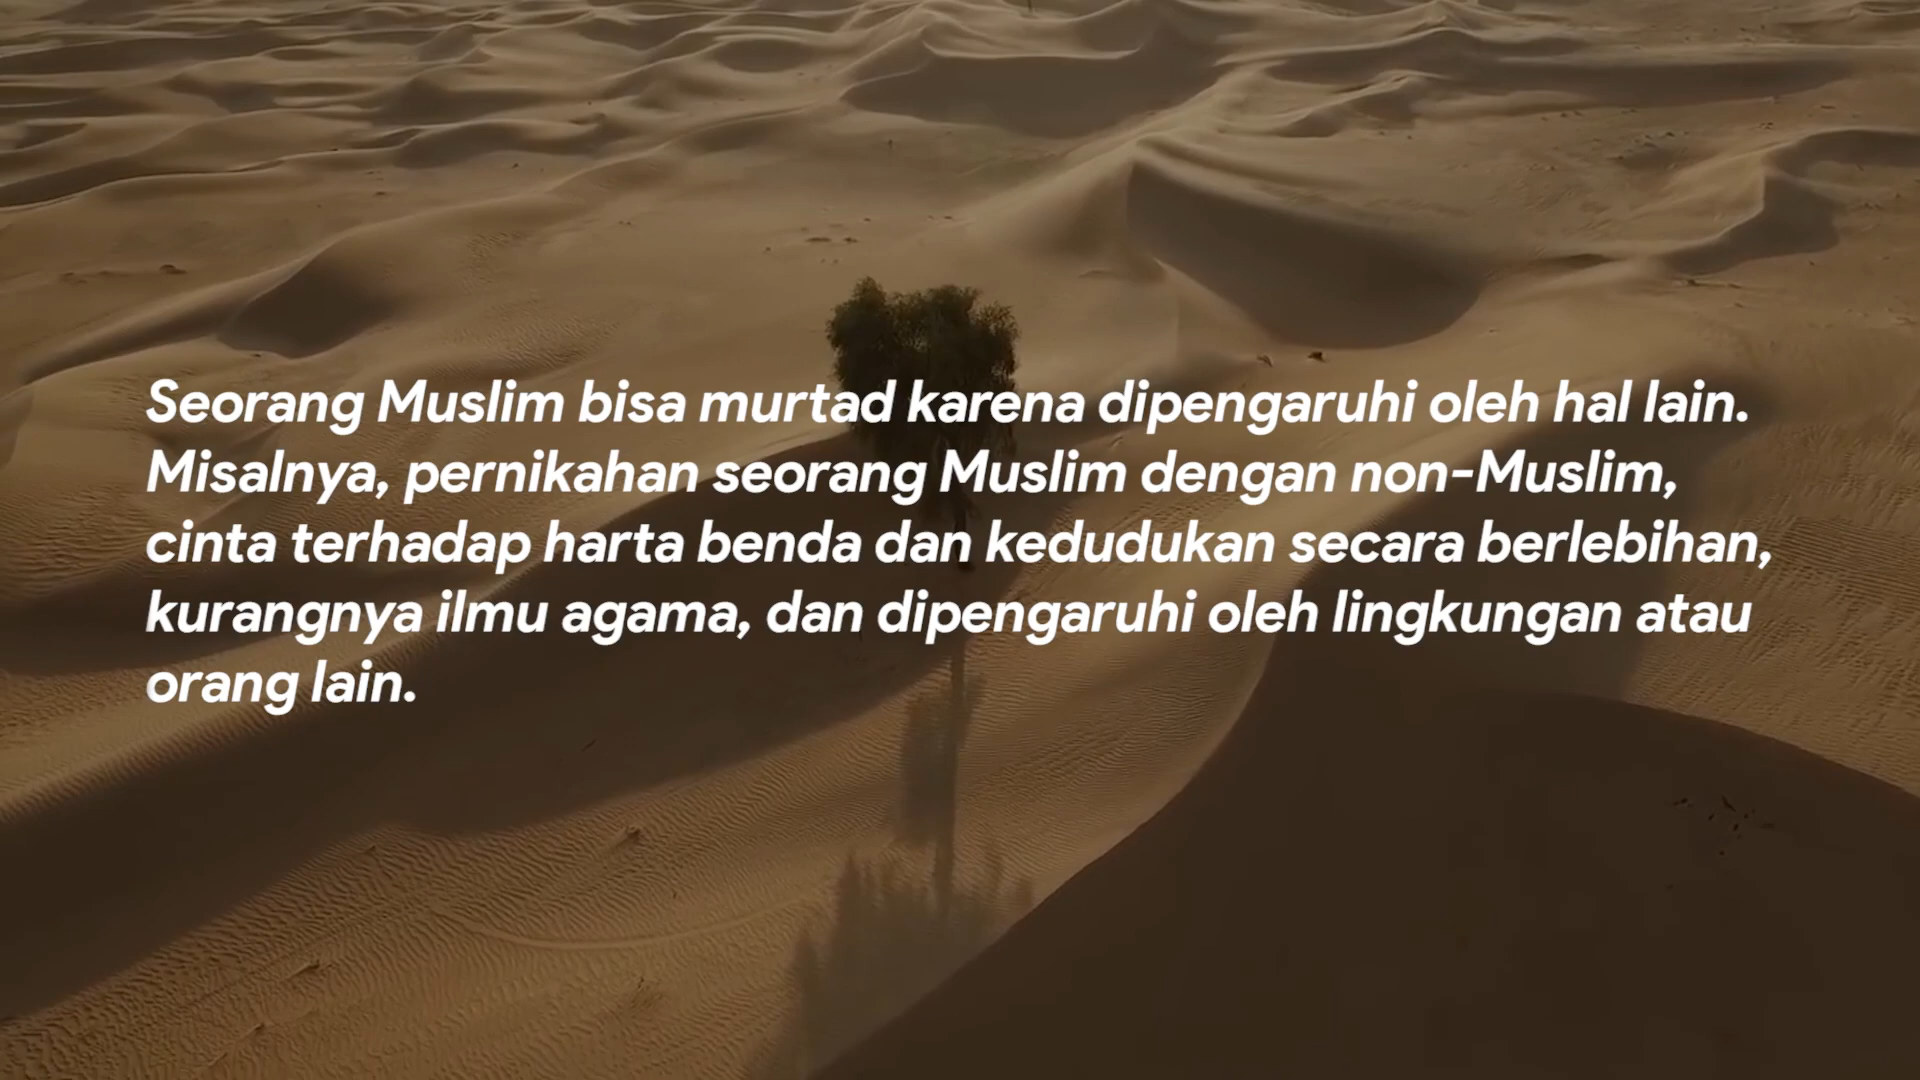 Seorang Muslim bisa murtad karena dipengaruhi oleh hal lain.
Misalnya, pernikahan seorang Muslim dengan non-Muslim,
cinta terhadap harta benda dan kedudukan secara berlebihan,
kurangnya ilmu agama, dan dipengaruhi oleh lingkungan atau
orang lain.